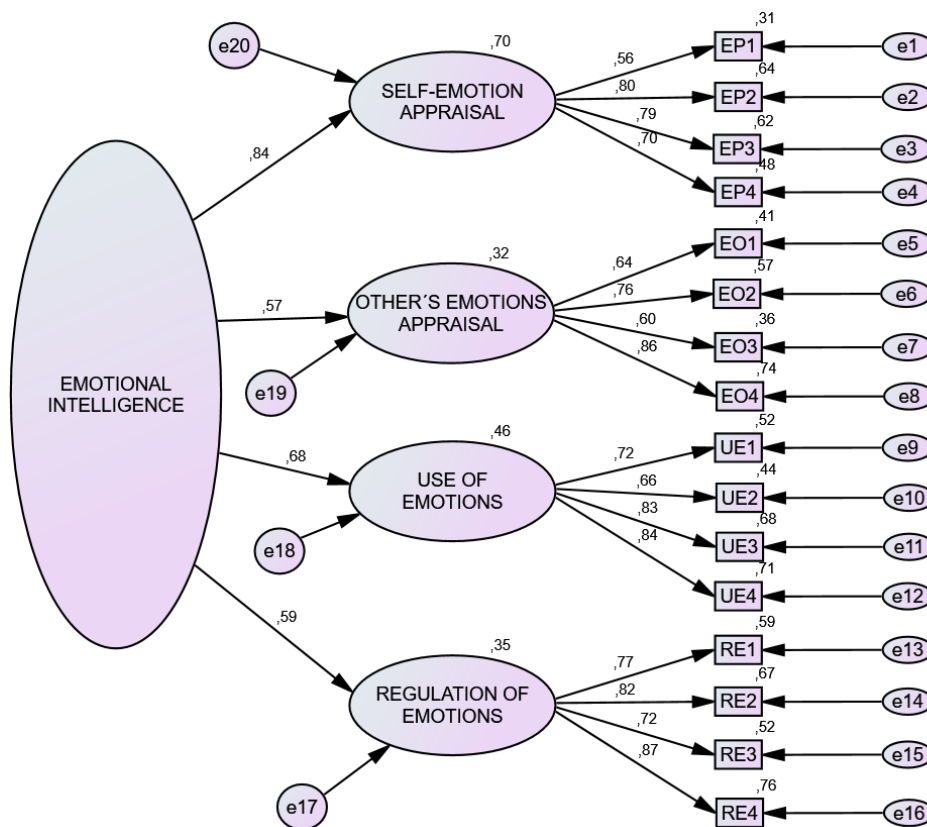 e20
,70
SELF-EMOTION
APPRAISAL
,84
,56
,80
,79
,70
,31
EP1
e1
,64
EP2
e2
,62
EP3
e3
,48
EP4
e4
,32
OTHER´S EMOTIONS
APPRAISAL
,57
e19
,64
,76
,60
,86
,41
EO1
e5
,57
EO2
e6
,36
EO3
e7
,74
EO4
e8
EMOTIONAL
INTELLIGENCE
,46
USE OF
EMOTIONS
,68
e18
,72
,66
,83
,84
,52
UE1
e9
,44
UE2
e10
,68
UE3
e11
,71
UE4
e12
,59
,35
REGULATION OF
EMOTIONS
e17
,77
,82
,72
,87
,59
RE1
e13
,67
RE2
e14
,52
RE3
e15
,76
RE4
e16